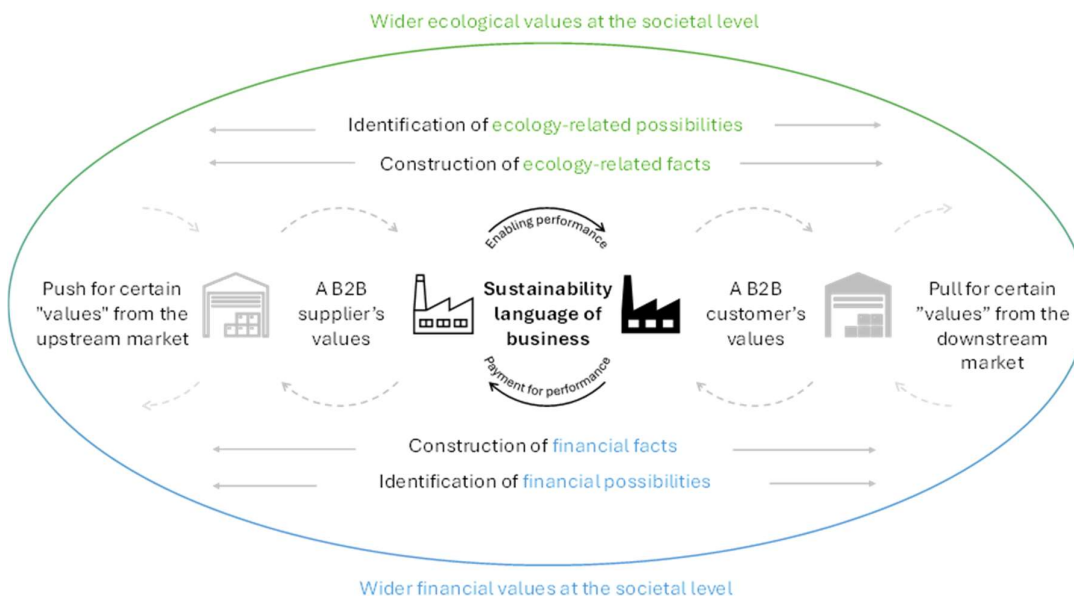 Wider ecological values at the societal level
Identification of ecology-related possibilities
Construction of ecology-related facts
Enabling performance
Push for certain
"values" from the
upstream market
A B2B
supplier's
values
Sustainability
language of
business
A B2B
customer's
values
Pull for certain
"values" from the
downstream
market
Payment for performance
Construction of financial facts
Identification of financial possibilities
Wider financial values at the societal level